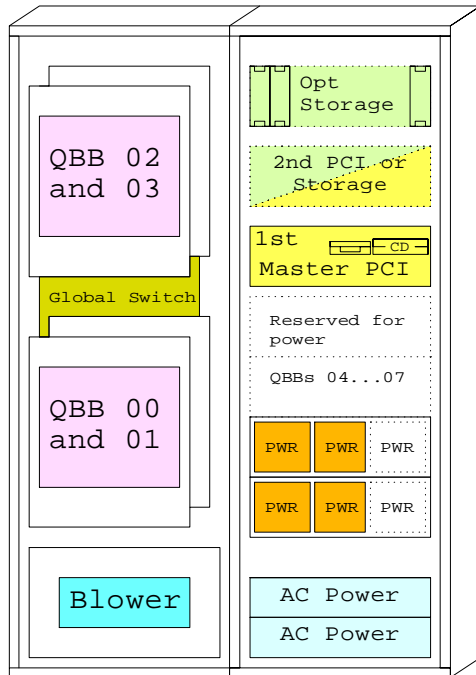 QBB 02
and 03
Global Switch
QBB 00
and 01
Blower
Opt
Storage
2nd PCI or
Storage
1st
CD
Master PCI
Reserved for
power
QBBs 04...07
PWR PWR PWR
PWR PWR PWR
AC Power
AC Power